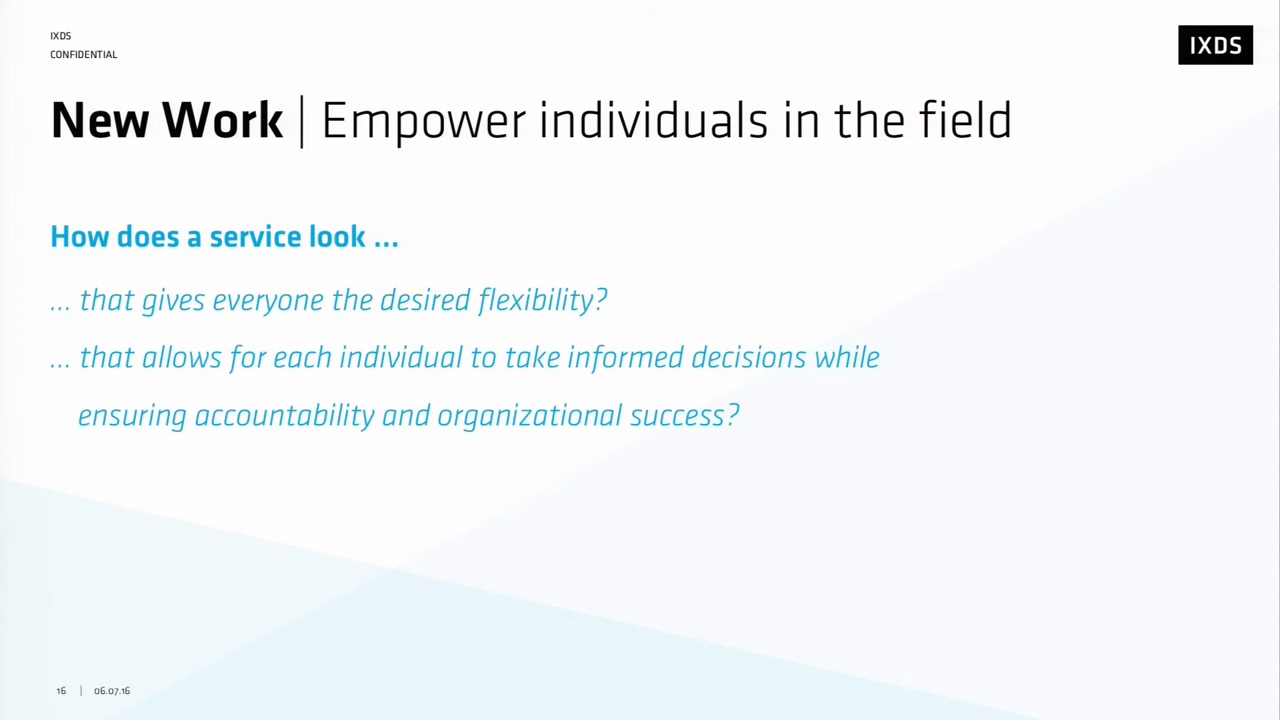 IXDS
CONFIDENTIAL
IXDS
New Work | Empower individuals in the field
How does a service look ...
... that gives everyone the desired flexibility?
... that allows for each individual to take informed decisions while
ensuring accountability and organizational success?
16 | 06.07.16